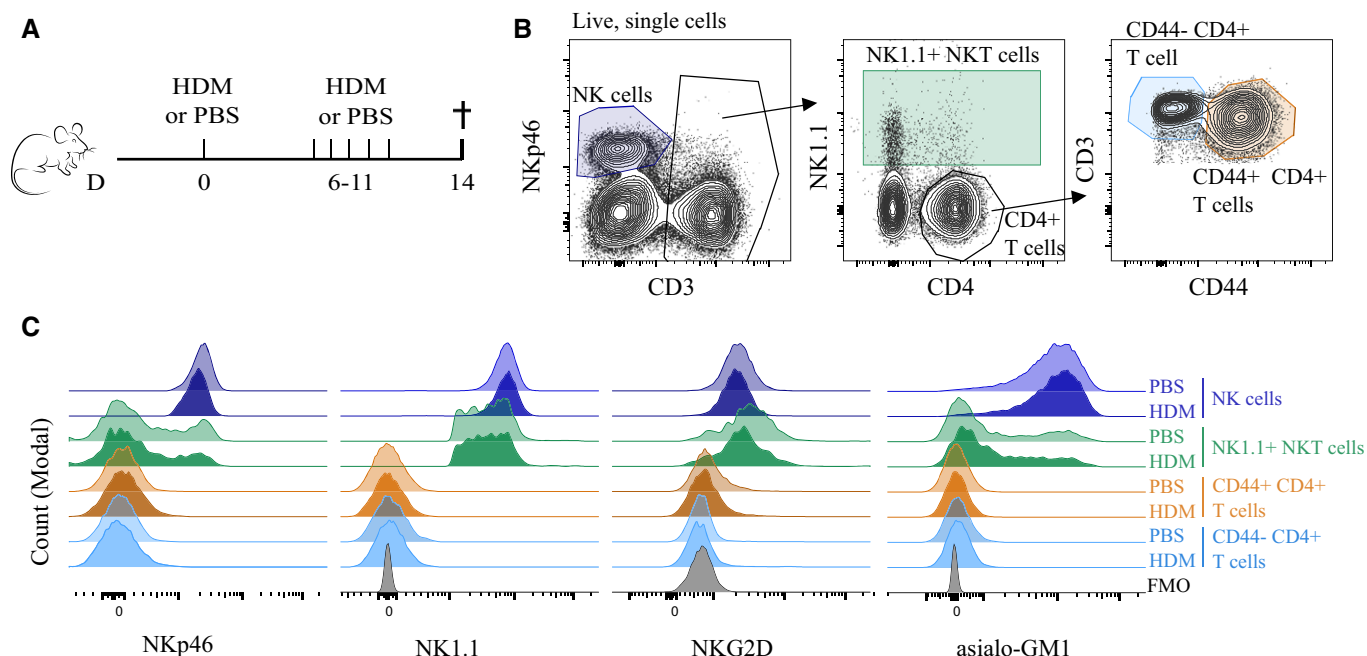 A
HDM
or PBS
HDM
or PBS
D
0
6-11
14
B
Live, single cells
NK cells
NKp46
CD3
NK1.1+ NKT cells
CD4+
T cells
NK1.1
CD4
CD44- CD4+
T cell
CD44+ CD4+
T cells
CD3
CD44
C
Count (Modal)
PBS
HDM
NK cells
PBS
HDM
NK1.1+ NKT cells
PBS
HDM
CD44+ CD4+
T cells
PBS
HDM
CD44- CD4+
T cells
FMO
0
0
0
0
NKp46
NK1.1
NKG2D
asialo-GM1